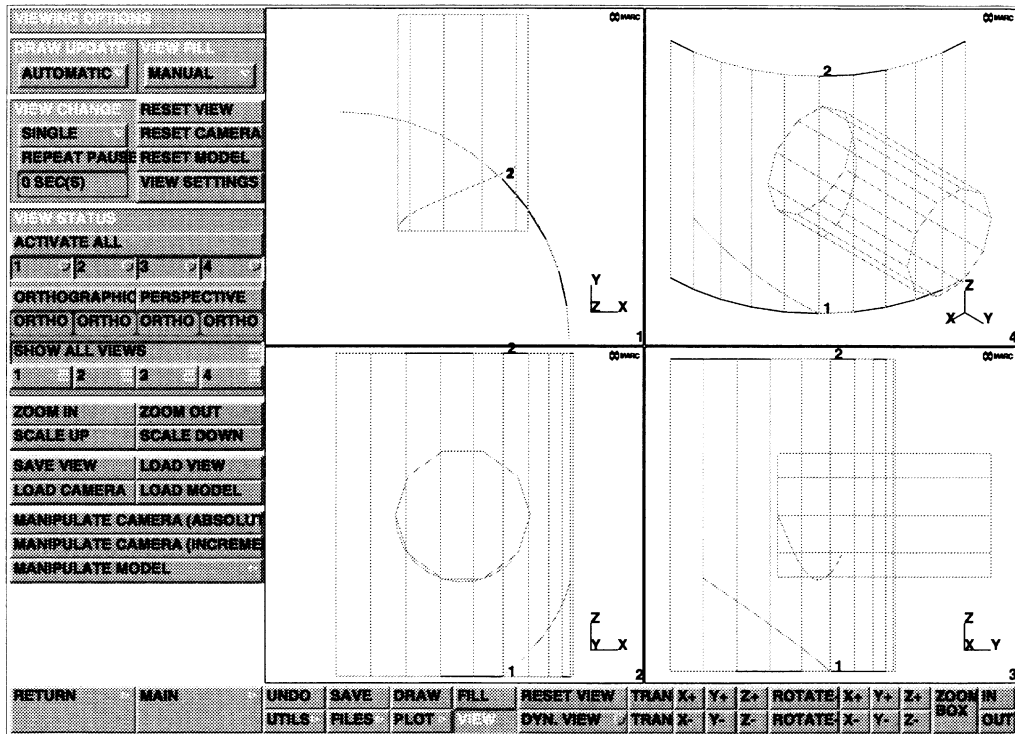 VIEWING OPTIONS
DRAW UPDATE VIEW FILL
AUTOMATIC MANUAL
VIEW CHANGE RESET VIEW
SINGLE RESET CAMERA
REPEAT PAUSE RESET MODEL
0 SEC(S) VIEW SETTINGS
VIEW STATUS
ACTIVATE ALL
1 2 3 4
ORTHOGRAPHIC PERSPECTIVE
ORTHO ORTHO ORTHO ORTHO
SHOW ALL VIEWS
1 2 3 4
ZOOM IN ZOOM OUT
SCALE UP SCALE DOWN
SAVE VIEW LOAD VIEW
LOAD CAMERA LOAD MODEL
MANIPULATE CAMERA (ABSOLUT
MANIPULATE CAMERA (INCREME
MANIPULATE MODEL
MARC
2
Y
Z X
1
MARC
2
1
Z
X Y
4
2
MARC
1
Z
Y X
2
2
MARC
1
Z
X Y
3
RETURN MAIN UNDO SAVE DRAW FILL RESET VIEW TRAN X+ Y+ Z+ ROTATE X+ Y+ Z+ ZOOM IN
UTILS FILES PLOT VIEW DYN. VIEW TRAN X- Y- Z- ROTATE X- Y- Z- BOX OUT